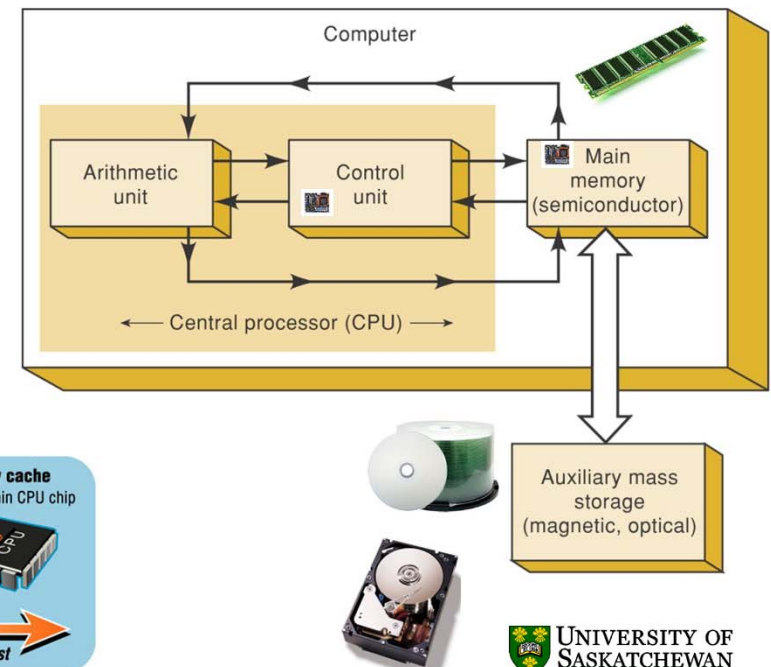 Computer
Arithmetic
unit
Control
unit
Main
memory
(semiconductor)
Central processor (CPU)
Auxiliary mass
storage
(magnetic, optical)
cache
CPU chip
CPU
UNIVERSITY OF
SASKATCHEWAN